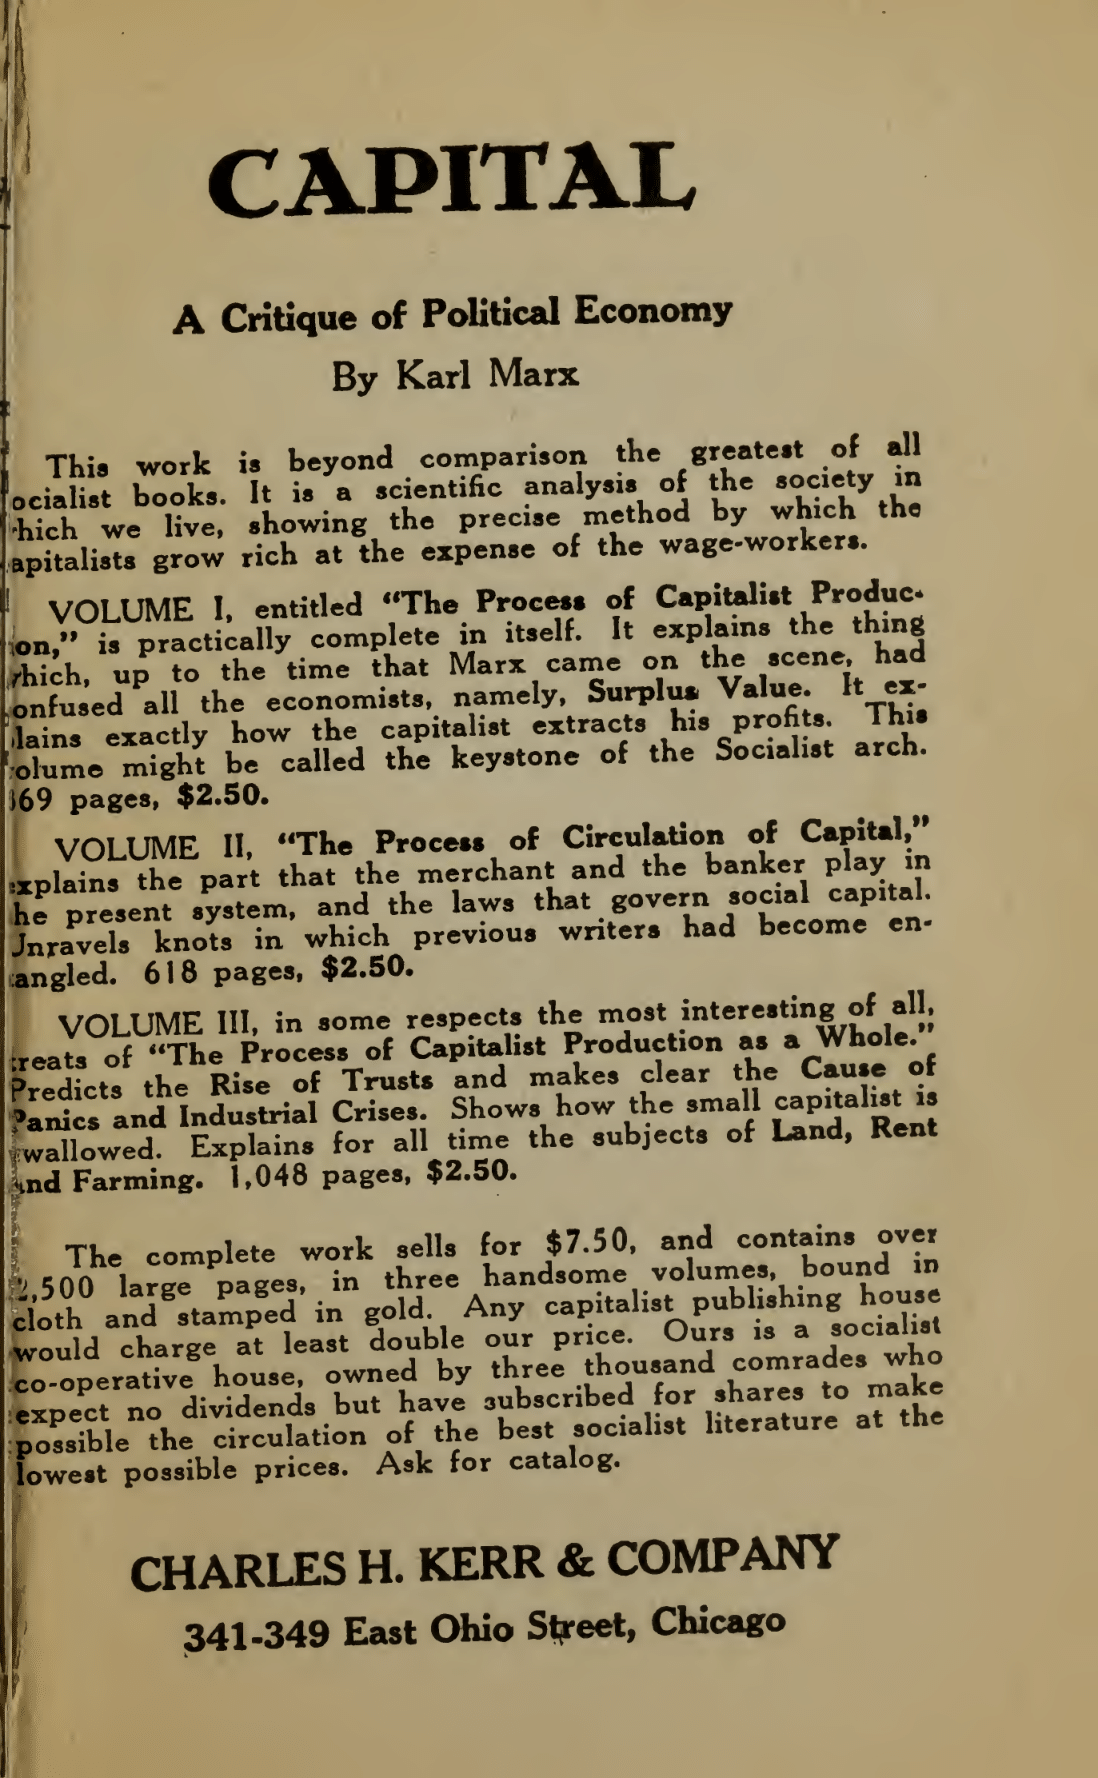 CAPITAL
A Critique of Political Economy
By Karl Marx
This work is beyond comparison the greatest of all
ocialist books. It is a scientific analysis of the society in
hich we live, showing the precise method by which the
apitalists grow rich at the expense of the wage-workers.
VOLUME I, entitled “The Process of Capitalist Produc-
ion,” is practically complete in itself. It explains the thing
hich, up to the time that Marx came on the scene, had
onfused all the economists, namely, Surplus Value. It ex-
lains exactly how the capitalist extracts his profits. This
olume might be called the keystone of the Socialist arch.
69 pages, $2.50.
VOLUME II, “The Process of Circulation of Capital,”
explains the part that the merchant and the banker play in
he present system, and the laws that govern social capital.
Unravels knots in which previous writers had become en-
tangled. 618 pages, $2.50.
VOLUME III, in some respects the most interesting of all,
treats of “The Process of Capitalist Production as a Whole.”
Predicts the Rise of Trusts and makes clear the Cause of
Panics and Industrial Crises. Shows how the small capitalist is
wallowed. Explains for all time the subjects of Land, Rent
and Farming. 1,048 pages, $2.50.
The complete work sells for $7.50, and contains over
2,500 large pages, in three handsome volumes, bound in
cloth and stamped in gold. Any capitalist publishing house
would charge at least double our price. Ours is a socialist
co-operative house, owned by three thousand comrades who
expect no dividends but have subscribed for shares to make
possible the circulation of the best socialist literature at the
lowest possible prices. Ask for catalog.
CHARLES H. KERR & COMPANY
341-349 East Ohio Street, Chicago